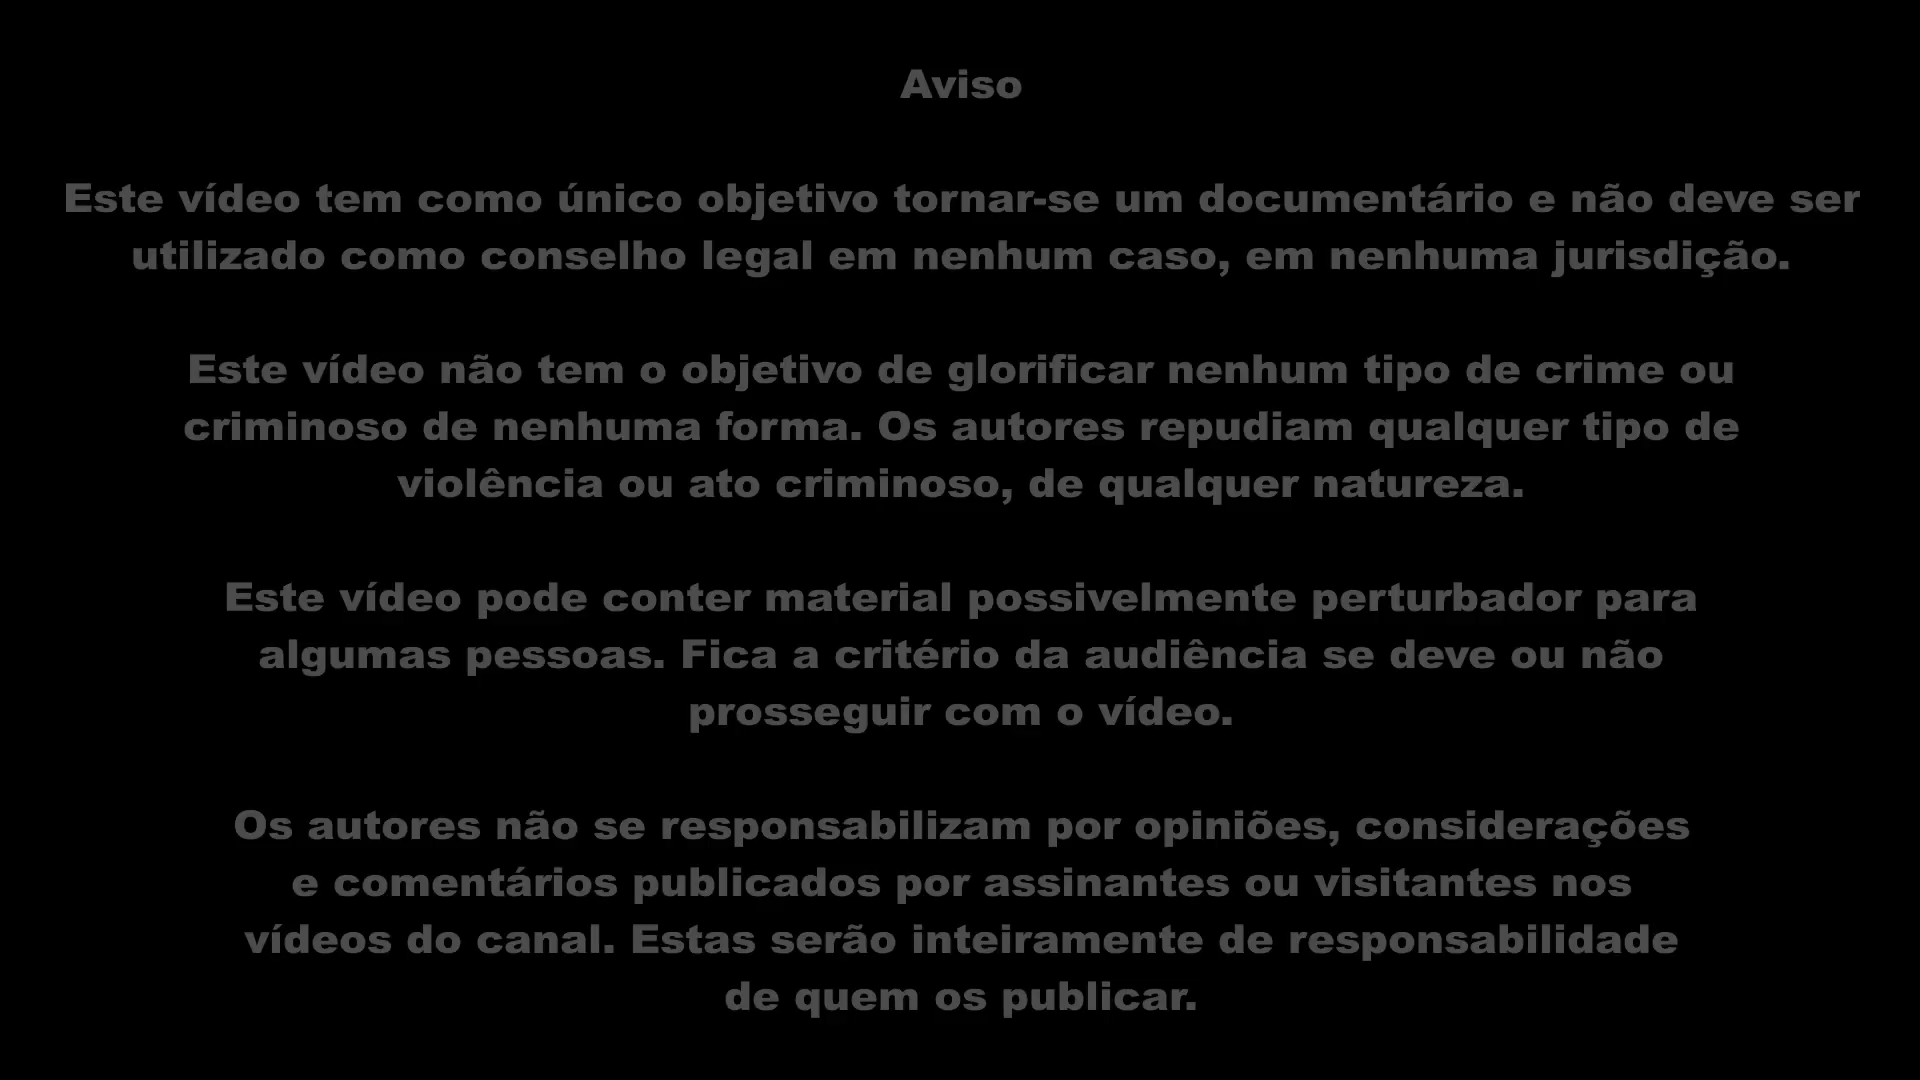 Aviso
Este vídeo tem como único objetivo tornar-se um documentário e não deve ser
utilizado como conselho legal em nenhum caso, em nenhuma jurisdição.
Este vídeo não tem o objetivo de glorificar nenhum tipo de crime ou
criminoso de nenhuma forma. Os autores repudiam qualquer tipo de
violência ou ato criminoso, de qualquer natureza.
Este vídeo pode conter material possivelmente perturbador para
algumas pessoas. Fica a critério da audiência se deve ou não
prosseguir com o vídeo.
Os autores não se responsabilizam por opiniões, considerações
e comentários publicados por assinantes ou visitantes nos
vídeos do canal. Estas serão inteiramente de responsabilidade
de quem os publicar.